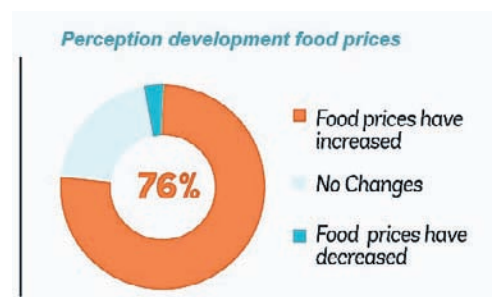 Perception development food prices
76%
Food prices have
increased
No Changes
Food prices have
decreased